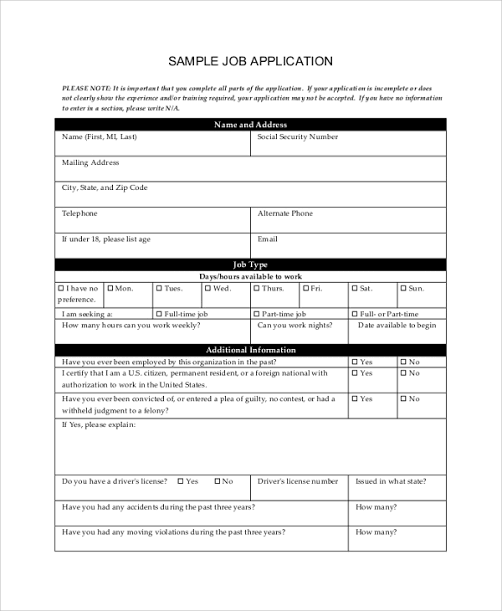 SAMPLE JOB APPLICATION
PLEASE NOTE: It is important that you complete all parts of the application. If your application is incomplete or does
not clearly show the experience and/or training required, your application may not be accepted. If you have no information
to enter in a section, please write N/A.
Name and Address
Name (First, MI, Last) Social Security Number
Mailing Address
City, State, and Zip Code
Telephone Alternate Phone
If under 18, please list age Email
Job Type
Days/hours available to work
☐ I have no preference. ☐ Mon. ☐ Tues. ☐ Wed. ☐ Thurs. ☐ Fri. ☐ Sat. ☐ Sun.
I am seeking a: ☐ Full-time job ☐ Part-time job ☐ Full- or Part-time
How many hours can you work weekly? Can you work nights? Date available to begin
Additional Information
Have you ever been employed by this organization in the past? ☐ Yes ☐ No
I certify that I am a U.S. citizen, permanent resident, or a foreign national with ☐ Yes ☐ No
authorization to work in the United States.
Have you ever been convicted of, or entered a plea of guilty, no contest, or had a ☐ Yes ☐ No
withheld judgment to a felony?
If Yes, please explain:
Do you have a driver's license? ☐ Yes ☐ No Driver's license number Issued in what state?
Have you had any accidents during the past three years? How many?
Have you had any moving violations during the past three years? How many?